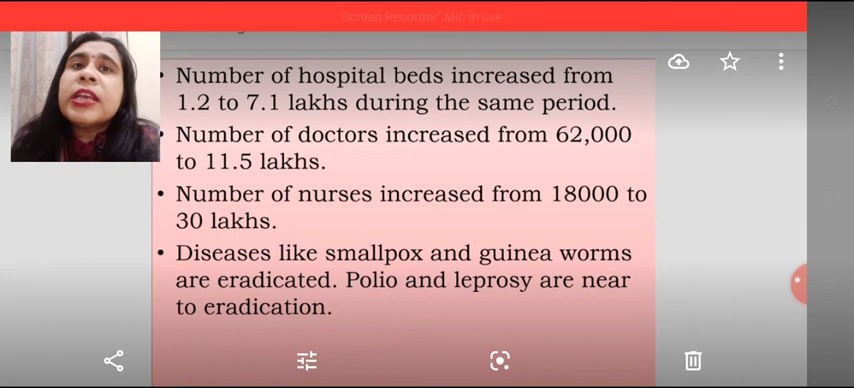 "Screen Recorder",Mic in use
• Number of hospital beds increased from
1.2 to 7.1 lakhs during the same period.
• Number of doctors increased from 62,000
to 11.5 lakhs.
• Number of nurses increased from 18000 to
30 lakhs.
• Diseases like smallpox and guinea worms
are eradicated. Polio and leprosy are near
to eradication.